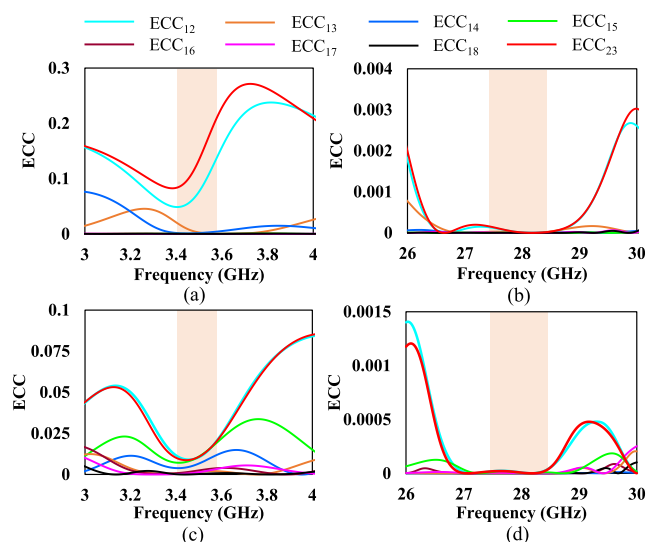 ECC12 ECC13 ECC14 ECC15
ECC16 ECC17 ECC18 ECC23
0.3
0.2
0.1
0
ECC
3 3.2 3.4 3.6 3.8 4
Frequency (GHz)
(a)
0.004
0.003
0.002
0.001
0
ECC
26 27 28 29 30
Frequency (GHz)
(b)
0.1
0.075
0.05
0.025
0
ECC
3 3.2 3.4 3.6 3.8 4
Frequency (GHz)
(c)
0.0015
0.001
0.0005
0
ECC
26 27 28 29 30
Frequency (GHz)
(d)